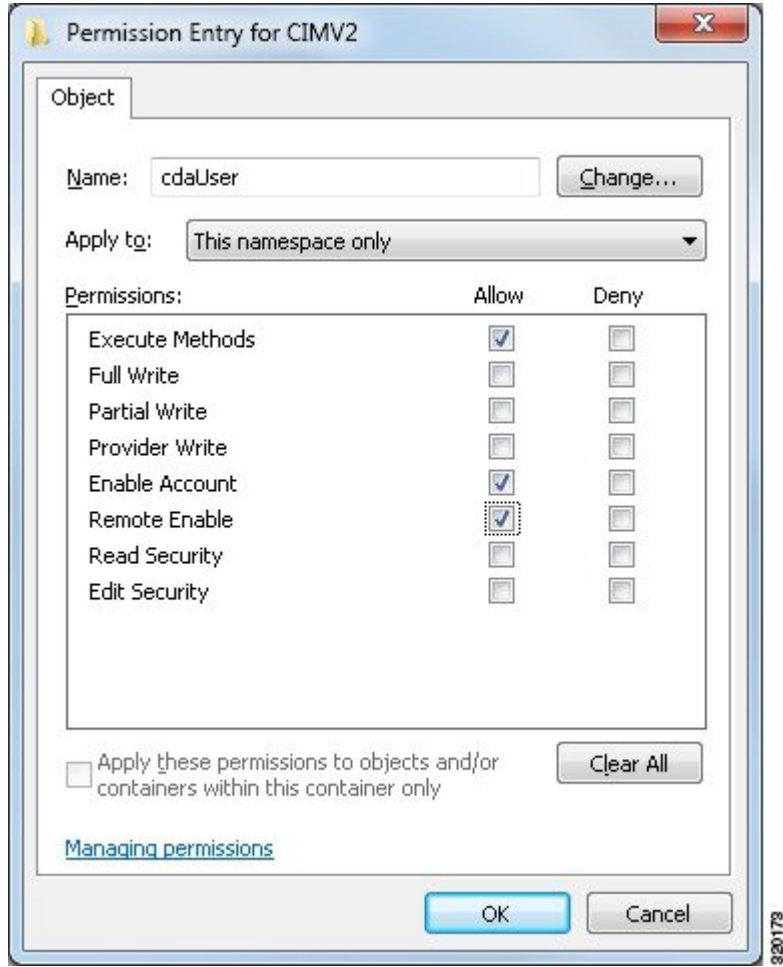 Permission Entry for CIMV2
Object
Name: cdaUser Change...
Apply to: This namespace only
Permissions: Allow Deny
Execute Methods
Full Write
Partial Write
Provider Write
Enable Account
Remote Enable
Read Security
Edit Security
Apply these permissions to objects and/or
containers within this container only
Clear All
Managing permissions
OK Cancel
320173